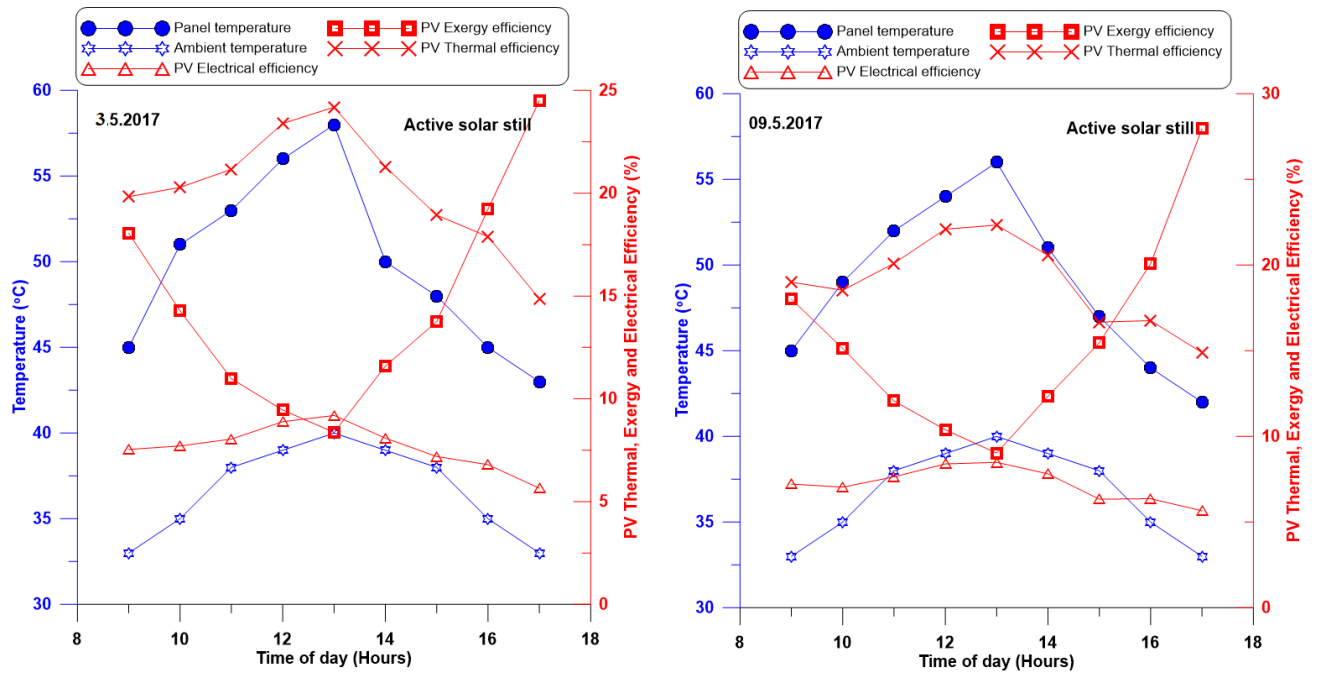 Panel temperature
PV Exergy efficiency
Ambient temperature
PV Thermal efficiency
PV Electrical efficiency
3.5.2017
Active solar still
60
55
50
45
40
35
30
Temperature (°C)
25
20
15
10
5
0
PV Thermal, Exergy and Electrical Efficiency (%)
8 10 12 14 16 18
Time of day (Hours)
Panel temperature
PV Exergy efficiency
Ambient temperature
PV Thermal efficiency
PV Electrical efficiency
09.5.2017
Active solar still
60
55
50
45
40
35
30
Temperature (°C)
30
20
10
0
PV Thermal, Exergy and Electrical Efficiency (%)
8 10 12 14 16 18
Time of day (Hours)